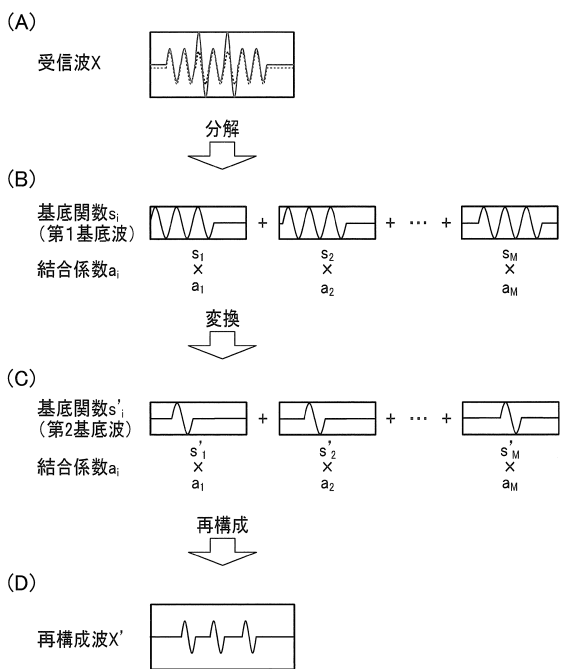 (A)
受信波X
分解
(B)
基底関数sᵢ
(第1基底波)
+ + ··· +
s₁ s₂ s_M
結合係数aᵢ × × ×
a₁ a₂ a_M
変換
(C)
基底関数s'ᵢ
(第2基底波)
+ + ··· +
s'₁ s'₂ s'_M
結合係数aᵢ × × ×
a₁ a₂ a_M
再構成
(D)
再構成波X'